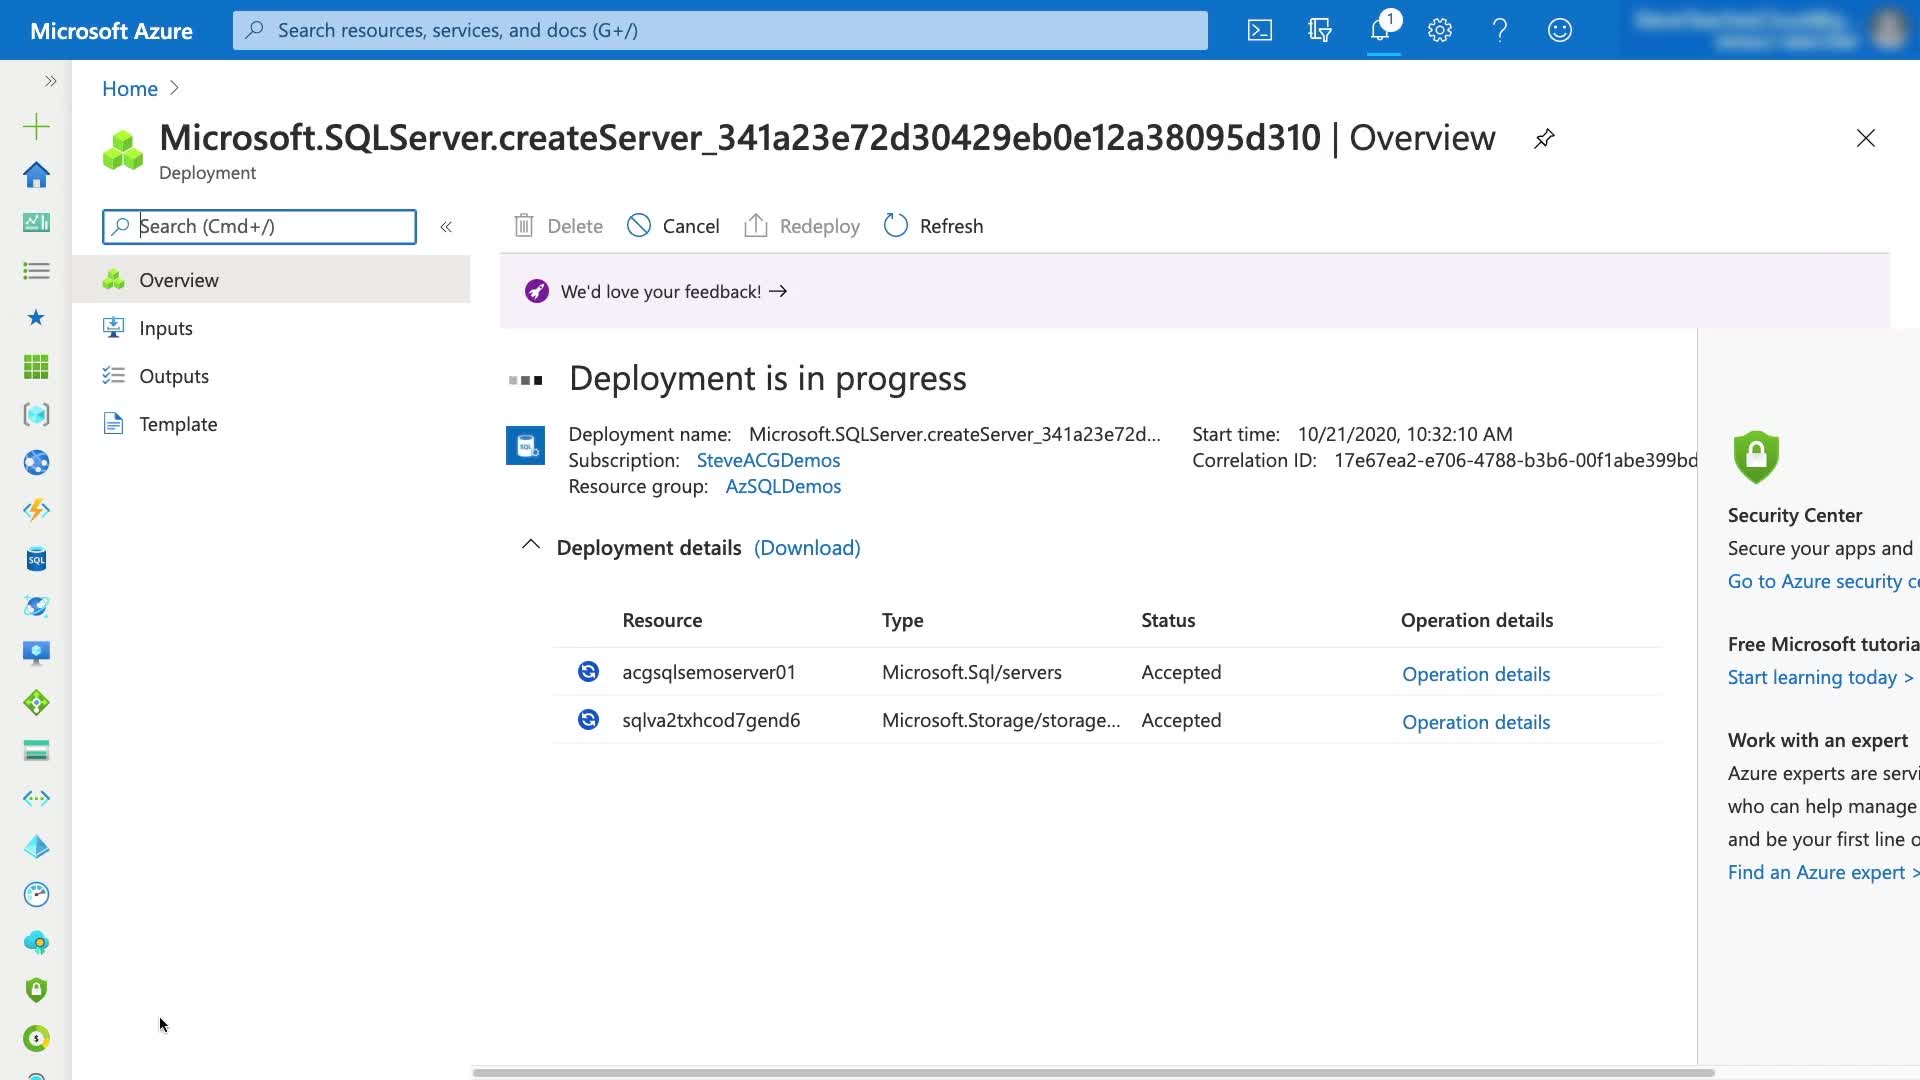 Microsoft Azure
Search resources, services, and docs (G+/)
1
Home
Microsoft.SQLServer.createServer_341a23e72d30429eb0e12a38095d310 | Overview
Deployment
Search (Cmd+/)
Delete
Cancel
Redeploy
Refresh
Overview
Inputs
Outputs
Template
We'd love your feedback! →
Deployment is in progress
Deployment name: Microsoft.SQLServer.createServer_341a23e72d...
Subscription: SteveACGDemos
Resource group: AzSQLDemos
Start time: 10/21/2020, 10:32:10 AM
Correlation ID: 17e67ea2-e706-4788-b3b6-00f1abe399bd
Deployment details (Download)
Resource Type Status Operation details
acgsqlsemoserver01 Microsoft.Sql/servers Accepted Operation details
sqlva2txhcod7gend6 Microsoft.Storage/storage... Accepted Operation details
Security Center
Secure your apps and
Go to Azure security ce
Free Microsoft tutoria
Start learning today >
Work with an expert
Azure experts are servi
who can help manage
and be your first line o
Find an Azure expert >
SQL
SQL